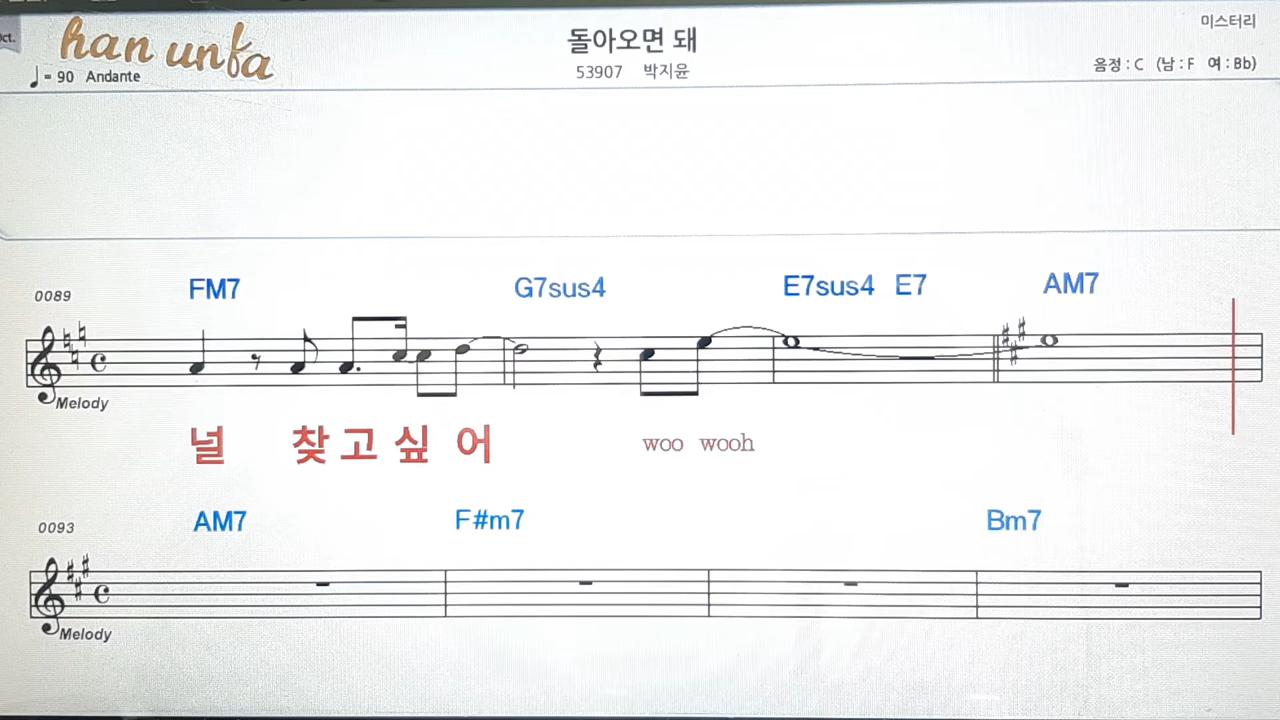 ct.
han unfa
돌아오면 돼
미스터리
= 90 Andante
53907 박지윤
음정 : C (남 : F 여 : Bb)
0089 FM7 G7sus4 E7sus4 E7 AM7
Melody
널 찾고싶어 woo wooh
0093 AM7 F#m7 Bm7
Melody